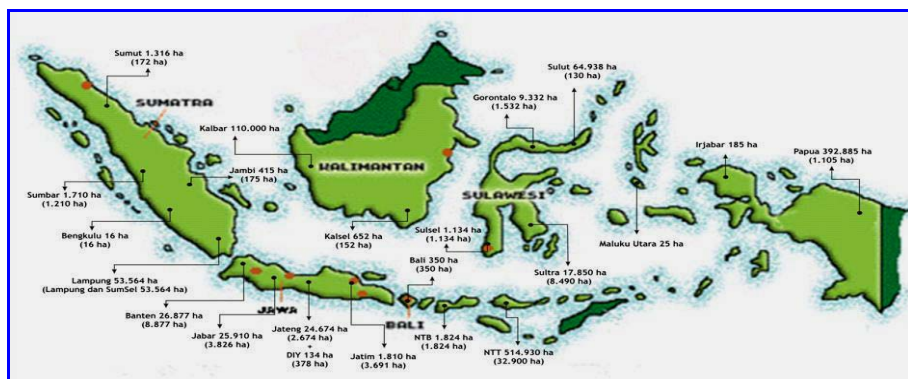 Sumut 1.316 ha
(172 ha)
SUMATRA
Kalbar 110.000 ha
KALIMANTAN
Jambi 415 ha
(175 ha)
Sumbar 1.710 ha
(1.210 ha)
Bengkulu 16 ha
(16 ha)
Lampung 53.564 ha
(Lampung dan SumSel 53.564 ha)
Banten 26.877 ha
(8.877 ha)
Jabar 25.910 ha
(3.826 ha)
JAWA
Jateng 24.674 ha
(2.674 ha)
+
DIY 134 ha
(378 ha)
Jatim 1.810 ha
(3.691 ha)
Kalsel 652 ha
(152 ha)
Sulut 64.938 ha
(130 ha)
Gorontalo 9.332 ha
(1.532 ha)
SULAWESI
Sulsel 1.134 ha
(1.134 ha)
Bali 350 ha
(350 ha)
BALI
Sultra 17.850 ha
(8.490 ha)
NTB 1.824 ha
(1.824 ha)
NTT 514.930 ha
(32.900 ha)
Maluku Utara 25 ha
Irjabar 185 ha
Papua 392.885 ha
(1.105 ha)